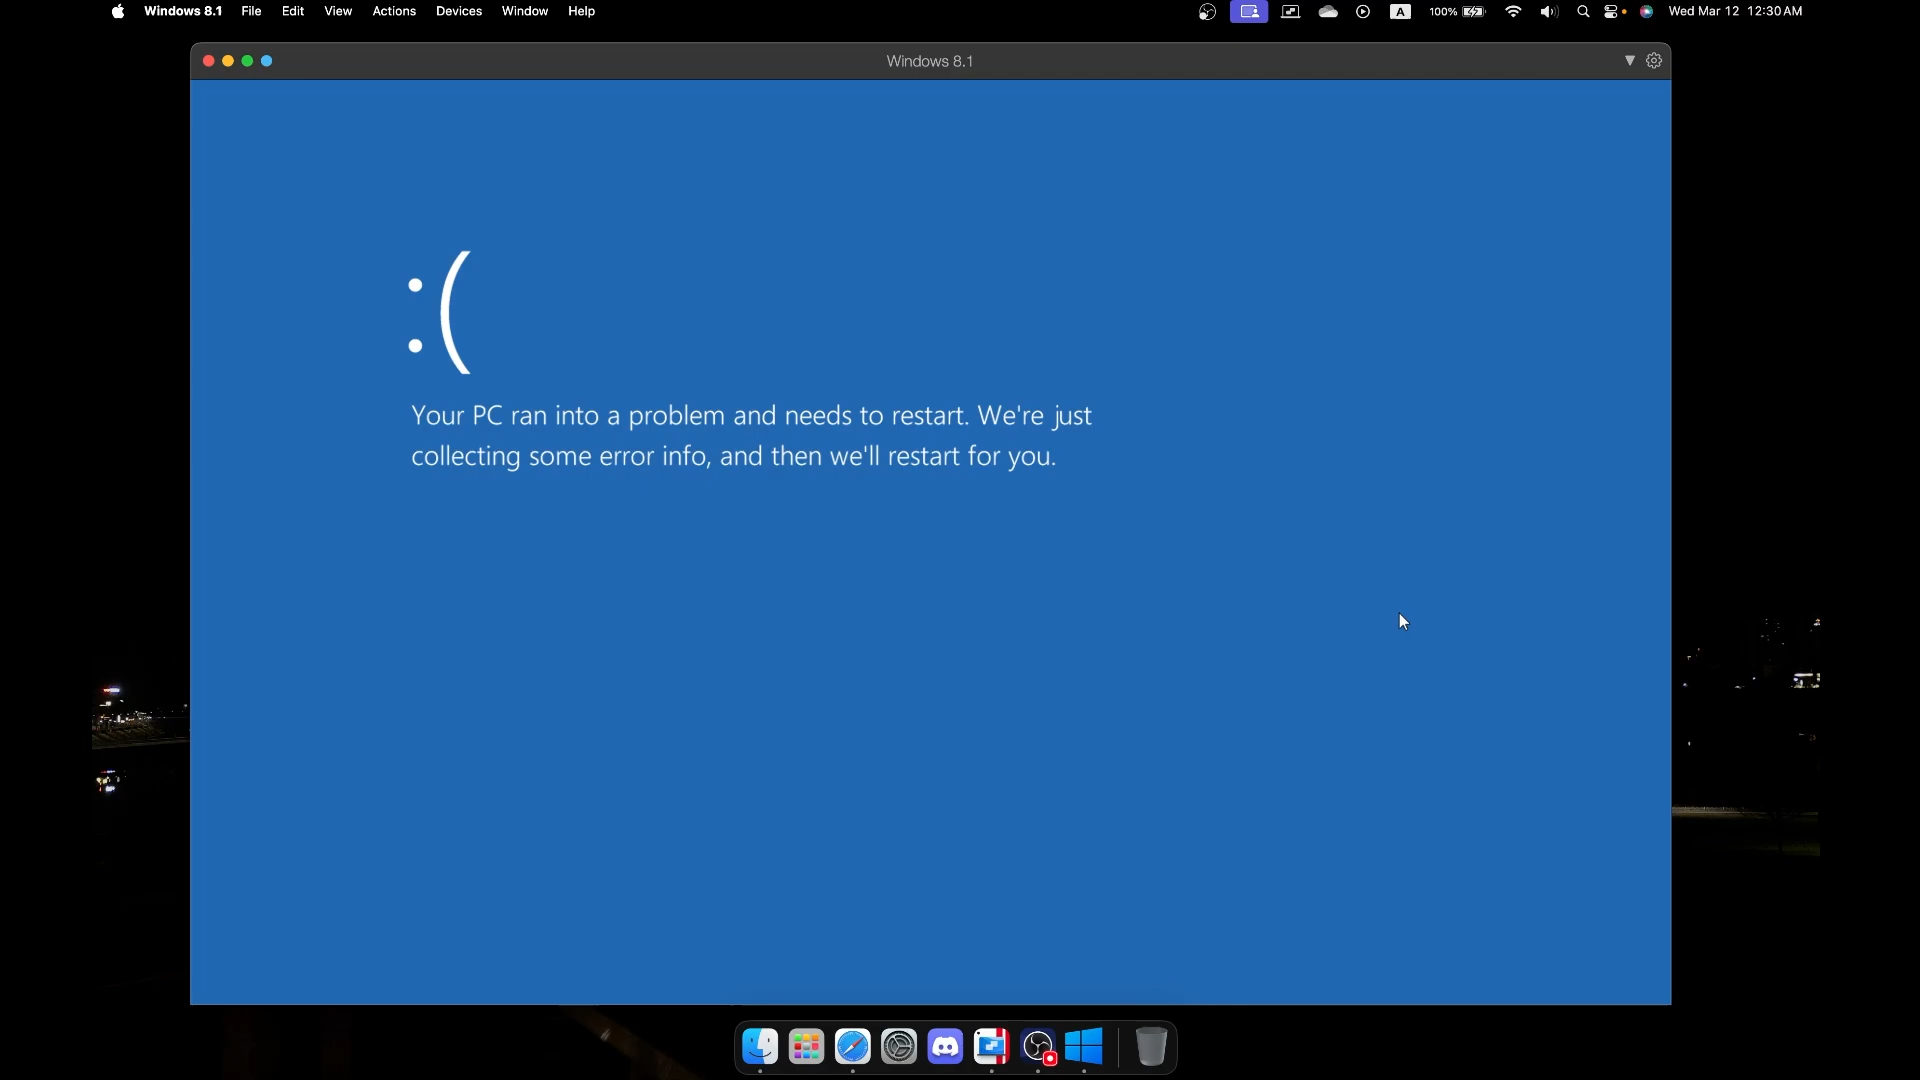 Windows 8.1 File Edit View Actions Devices Window Help A 100% Wed Mar 12 12:30 AM
Windows 8.1
:(
Your PC ran into a problem and needs to restart. We're just
collecting some error info, and then we'll restart for you.